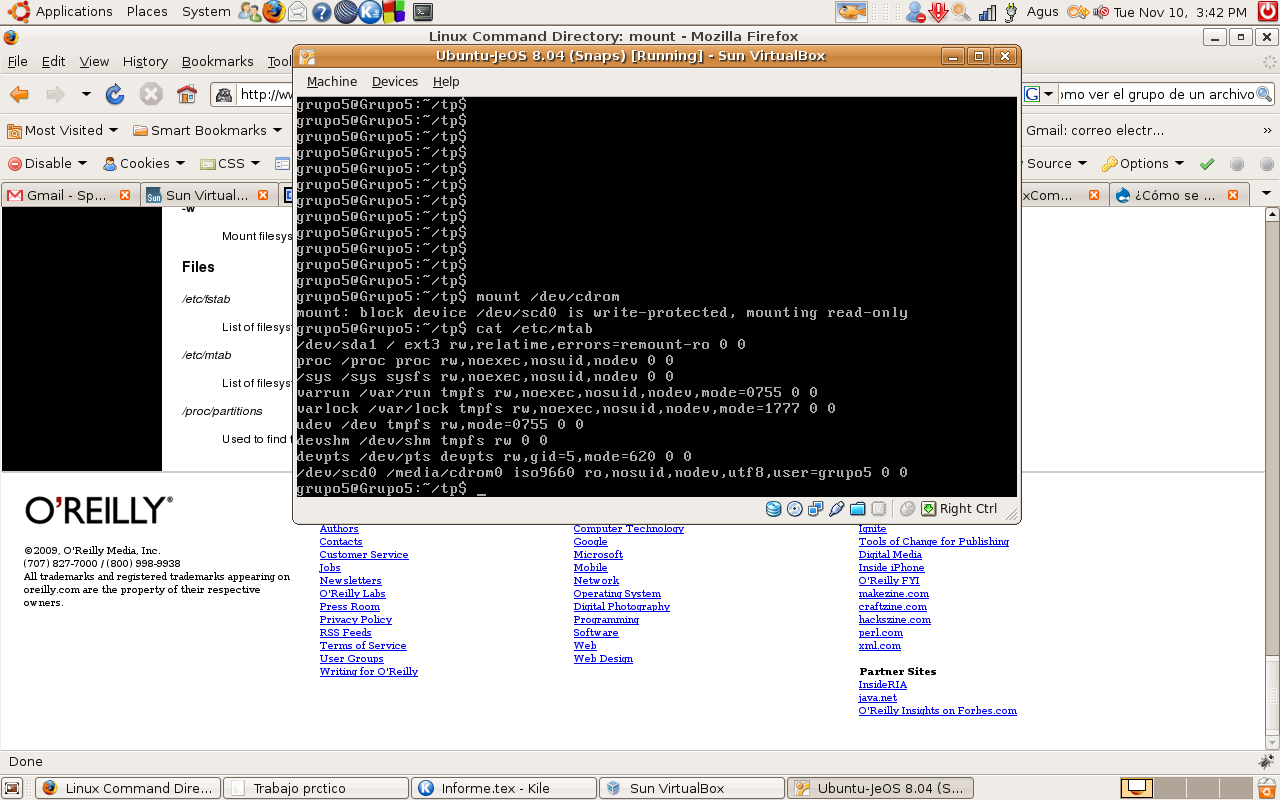 Applications Places System Agus Tue Nov 10, 3:42 PM
Linux Command Directory: mount - Mozilla Firefox
File Edit View History Bookmarks Tool
http://ww
omo ver el grupo de un archivo
Most Visited Smart Bookmarks Gmail: correo electr...
Disable Cookies CSS Source Options
Gmail - Sp... Sun Virtual... xCom... ¿Cómo se ...
Ubuntu-JeOS 8.04 (Snaps) [Running] - Sun VirtualBox
Machine Devices Help
grupo5@Grupo5:~/tp$
grupo5@Grupo5:~/tp$
grupo5@Grupo5:~/tp$
grupo5@Grupo5:~/tp$
grupo5@Grupo5:~/tp$
grupo5@Grupo5:~/tp$
grupo5@Grupo5:~/tp$
grupo5@Grupo5:~/tp$
grupo5@Grupo5:~/tp$
grupo5@Grupo5:~/tp$
grupo5@Grupo5:~/tp$
grupo5@Grupo5:~/tp$
grupo5@Grupo5:~/tp$ mount /dev/cdrom
mount: block device /dev/scd0 is write-protected, mounting read-only
grupo5@Grupo5:~/tp$ cat /etc/mtab
/dev/sda1 / ext3 rw,relatime,errors=remount-ro 0 0
proc /proc proc rw,noexec,nosuid,nodev 0 0
/sys /sys sysfs rw,noexec,nosuid,nodev 0 0
varrun /var/run tmpfs rw,noexec,nosuid,nodev,mode=0755 0 0
varlock /var/lock tmpfs rw,noexec,nosuid,nodev,mode=1777 0 0
udev /dev tmpfs rw,mode=0755 0 0
devshm /dev/shm tmpfs rw 0 0
devpts /dev/pts devpts rw,gid=5,mode=620 0 0
/dev/scd0 /media/cdrom0 iso9660 ro,nosuid,nodev,utf8,user=grupo5 0 0
grupo5@Grupo5:~/tp$ _
Right Ctrl
-w
Mount filesys
Files
/etc/fstab
List of filesys
/etc/mtab
List of filesys
/proc/partitions
Used to find f
O'REILLY®
©2009, O'Reilly Media, Inc.
(707) 827-7000 / (800) 998-9938
All trademarks and registered trademarks appearing on
oreilly.com are the property of their respective
owners.
Authors
Contacts
Customer Service
Jobs
Newsletters
O'Reilly Labs
Press Room
Privacy Policy
RSS Feeds
Terms of Service
User Groups
Writing for O'Reilly
Computer Technology
Google
Microsoft
Mobile
Network
Operating System
Digital Photography
Programming
Software
Web
Web Design
Ignite
Tools of Change for Publishing
Digital Media
Inside iPhone
O'Reilly FYI
makezine.com
craftzine.com
hackszine.com
perl.com
xml.com
Partner Sites
InsideRIA
java.net
O'Reilly Insights on Forbes.com
Done
Linux Command Dire... Trabajo prctico Informe.tex - Kile Sun VirtualBox Ubuntu-JeOS 8.04 (S...